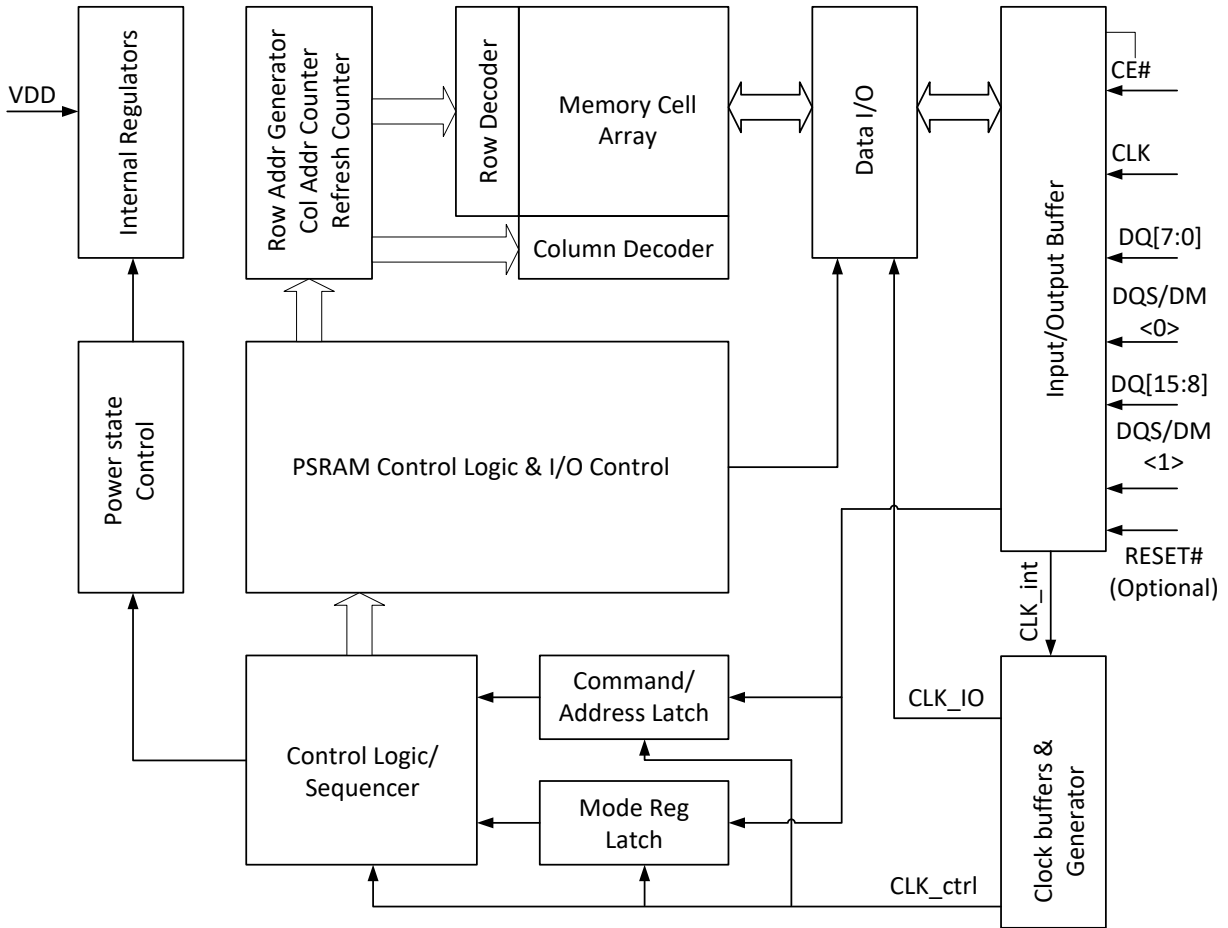 VDD
Internal Regulators
Row Addr Generator
Col Addr Counter
Refresh Counter
Row Decoder
Memory Cell
Array
Column Decoder
Data I/O
Input/Output Buffer
CE#
CLK
DQ[7:0]
DQS/DM
<0>
DQ[15:8]
DQS/DM
<1>
RESET#
(Optional)
Power state
Control
PSRAM Control Logic & I/O Control
CLK_int
Control Logic/
Sequencer
Command/
Address Latch
Mode Reg
Latch
CLK_IO
CLK_ctrl
Clock buffers &
Generator